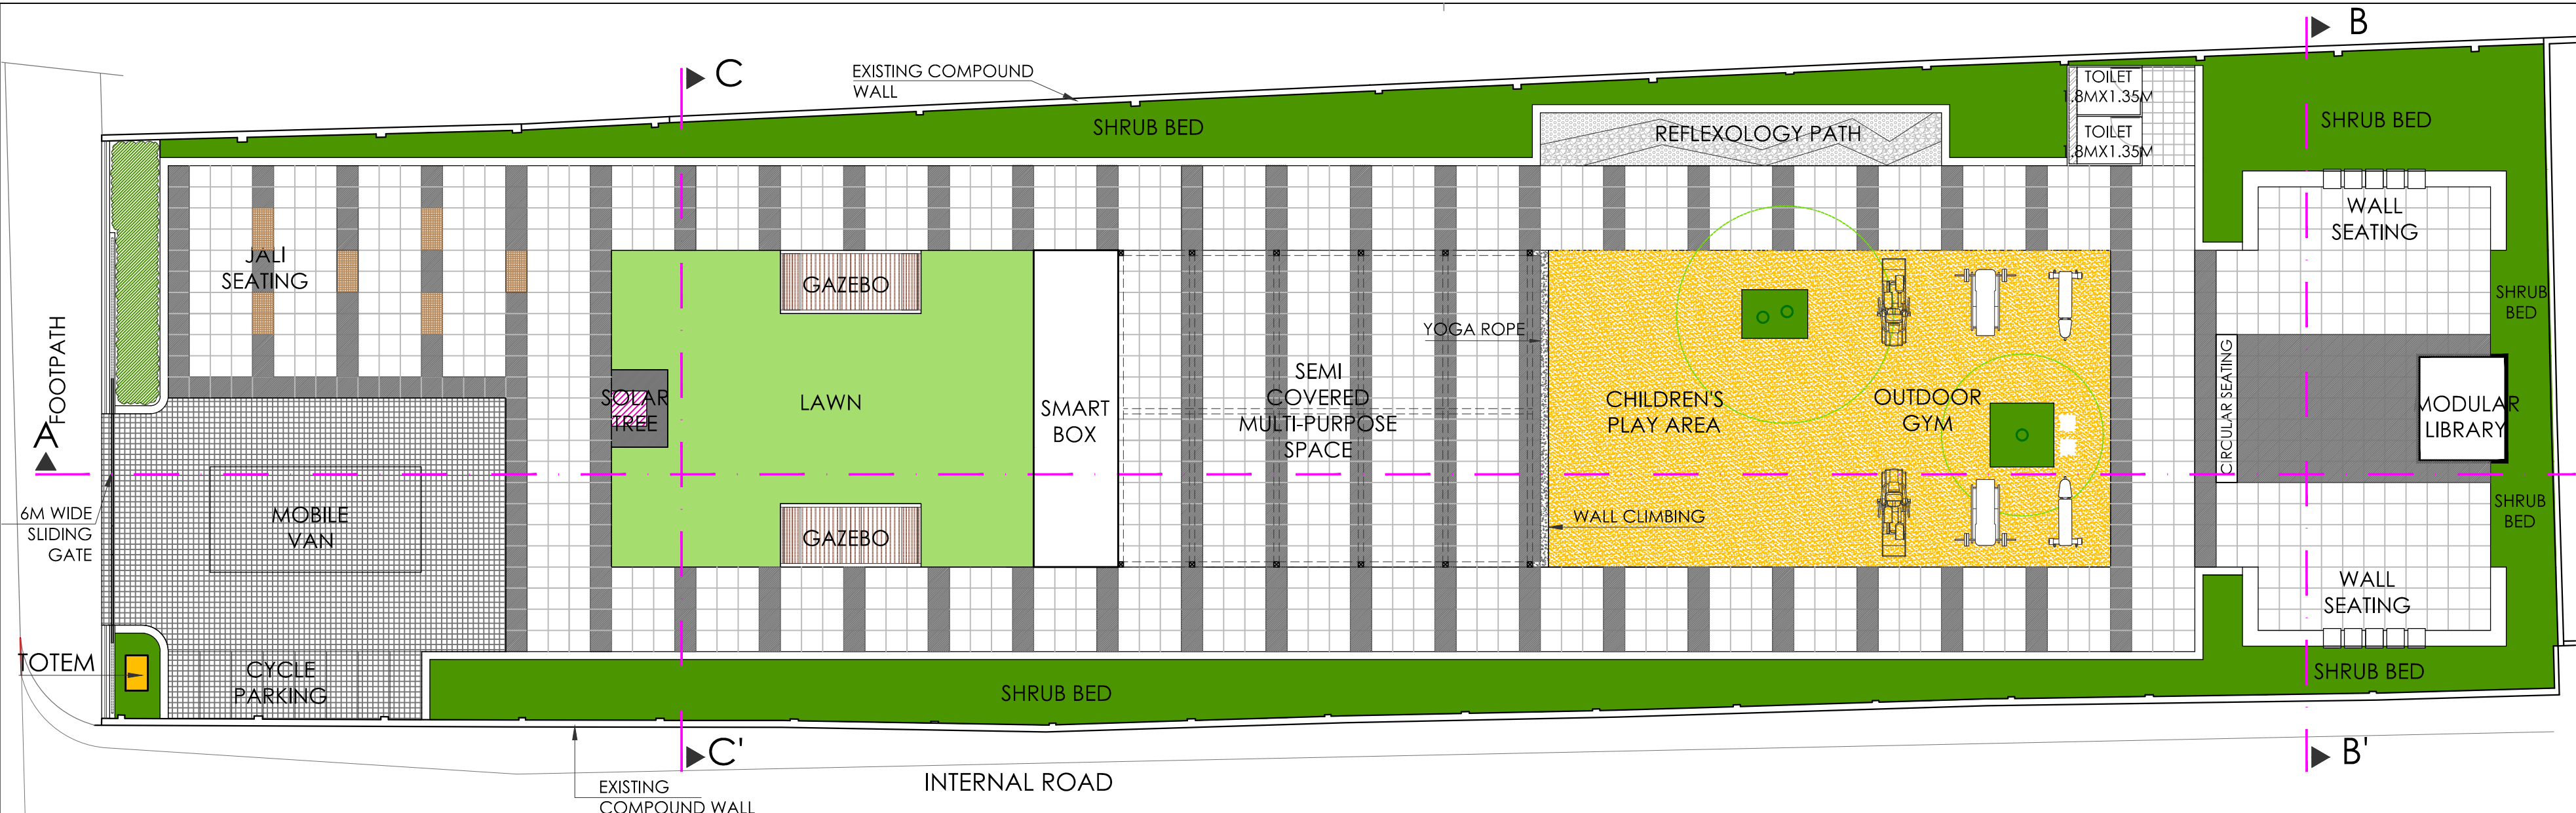 B
C
EXISTING COMPOUND
WALL
TOILET
1.8MX1.35M
SHRUB BED
SHRUB BED
REFLEXOLOGY PATH
TOILET
1.8MX1.35M
WALL
SEATING
JALI
SEATING
GAZEBO
SHRUB
BED
FOOTPATH
YOGA ROPE
SEMI
COVERED
MULTI-PURPOSE
SPACE
SOLAR
TREE
LAWN
SMART
BOX
CHILDREN'S
PLAY AREA
OUTDOOR
GYM
CIRCULAR SEATING
MODULAR
LIBRARY
A
6M WIDE
SLIDING
GATE
MOBILE
VAN
GAZEBO
WALL CLIMBING
SHRUB
BED
WALL
SEATING
TOTEM
CYCLE
PARKING
SHRUB BED
SHRUB BED
C'
B'
INTERNAL ROAD
EXISTING
COMPOUND WALL